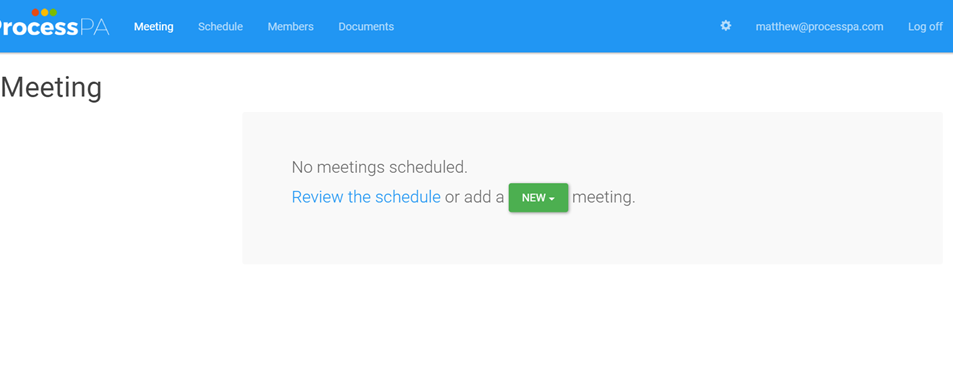 ProcessPA Meeting Schedule Members Documents matthew@processpa.com Log off
Meeting
No meetings scheduled.
Review the schedule or add a NEW meeting.